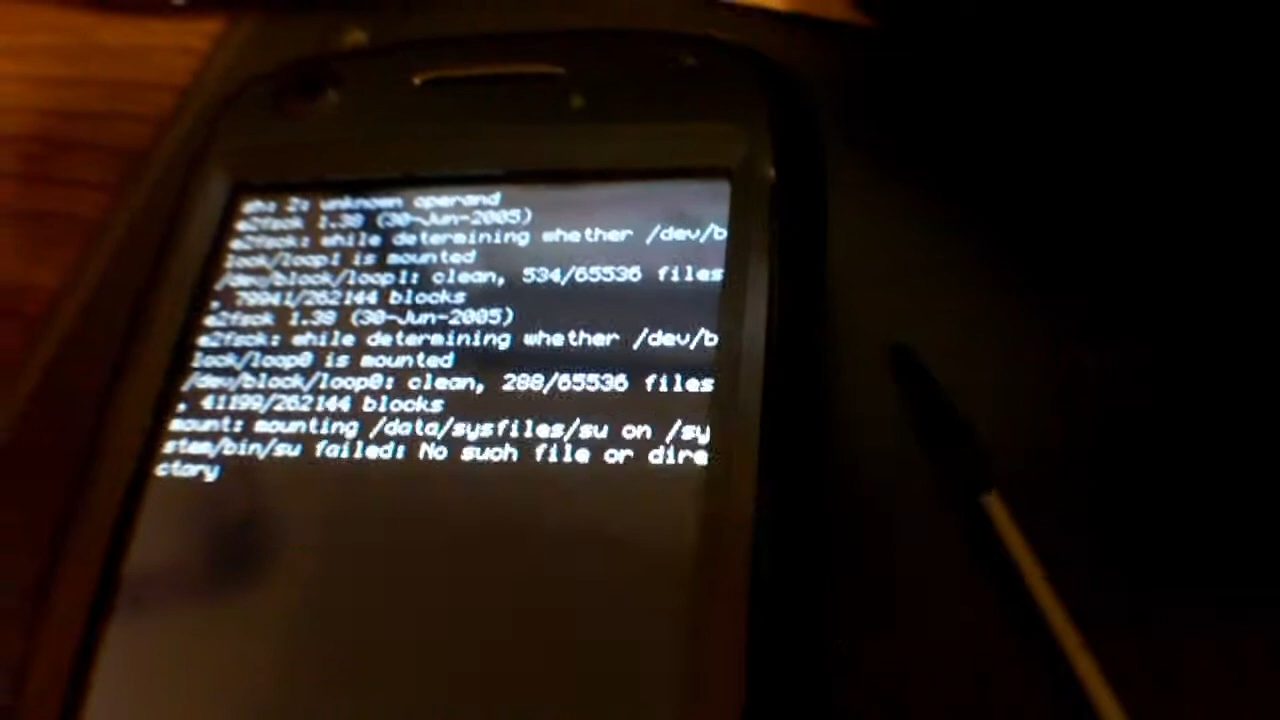 sh: 2: unknown operand
e2fsck 1.38 (30-Jun-2005)
e2fsck: while determining whether /dev/b
lock/loop1 is mounted
/dev/block/loop1: clean, 534/65536 files
, 79941/262144 blocks
e2fsck 1.38 (30-Jun-2005)
e2fsck: while determining whether /dev/b
lock/loop0 is mounted
/dev/block/loop0: clean, 288/65536 files
, 41199/262144 blocks
mount: mounting /data/sysfiles/su on /sy
stem/bin/su failed: No such file or dire
ctory